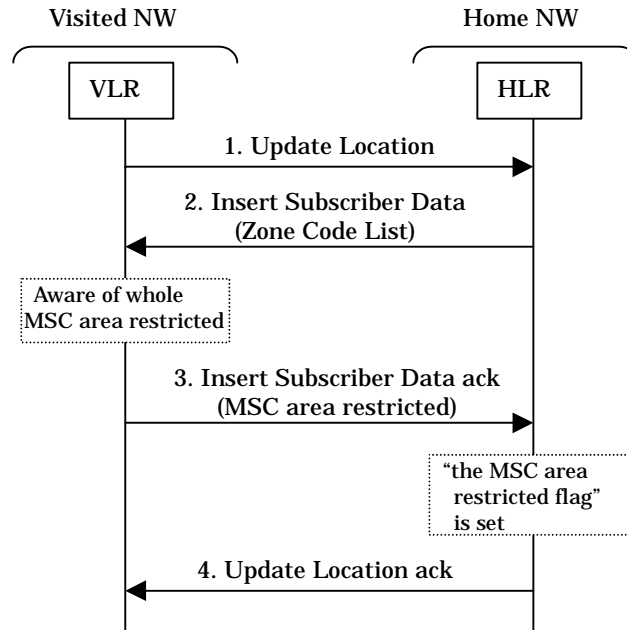 Visited NW
Home NW
VLR
HLR
1. Update Location
2. Insert Subscriber Data
(Zone Code List)
Aware of whole
MSC area restricted
3. Insert Subscriber Data ack
(MSC area restricted)
“the MSC area
restricted flag”
is set
4. Update Location ack